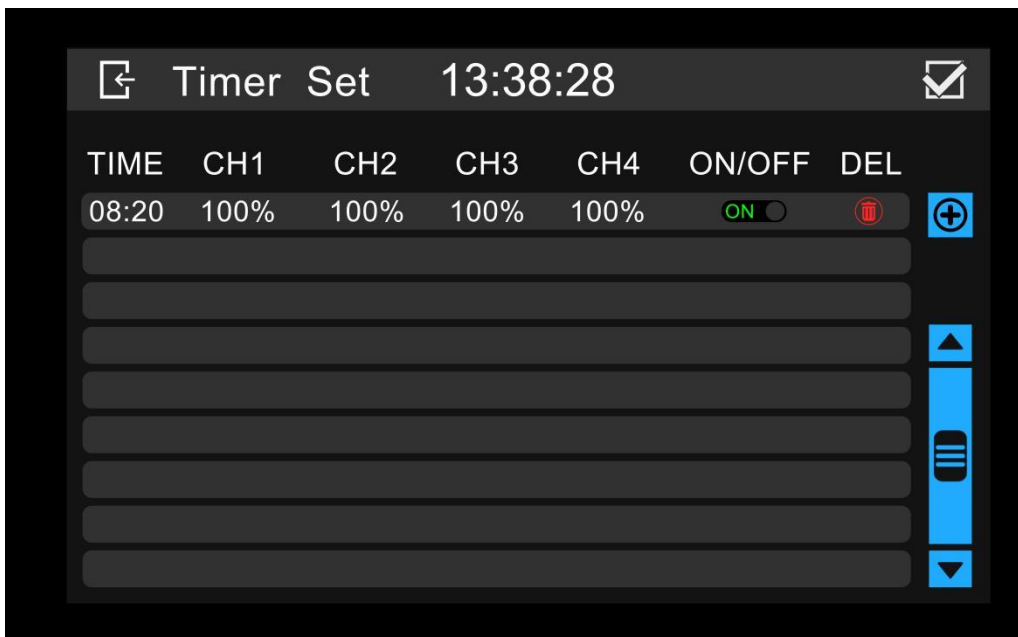 Timer Set 13:38:28
TIME CH1 CH2 CH3 CH4 ON/OFF DEL
08:20 100% 100% 100% 100% ON